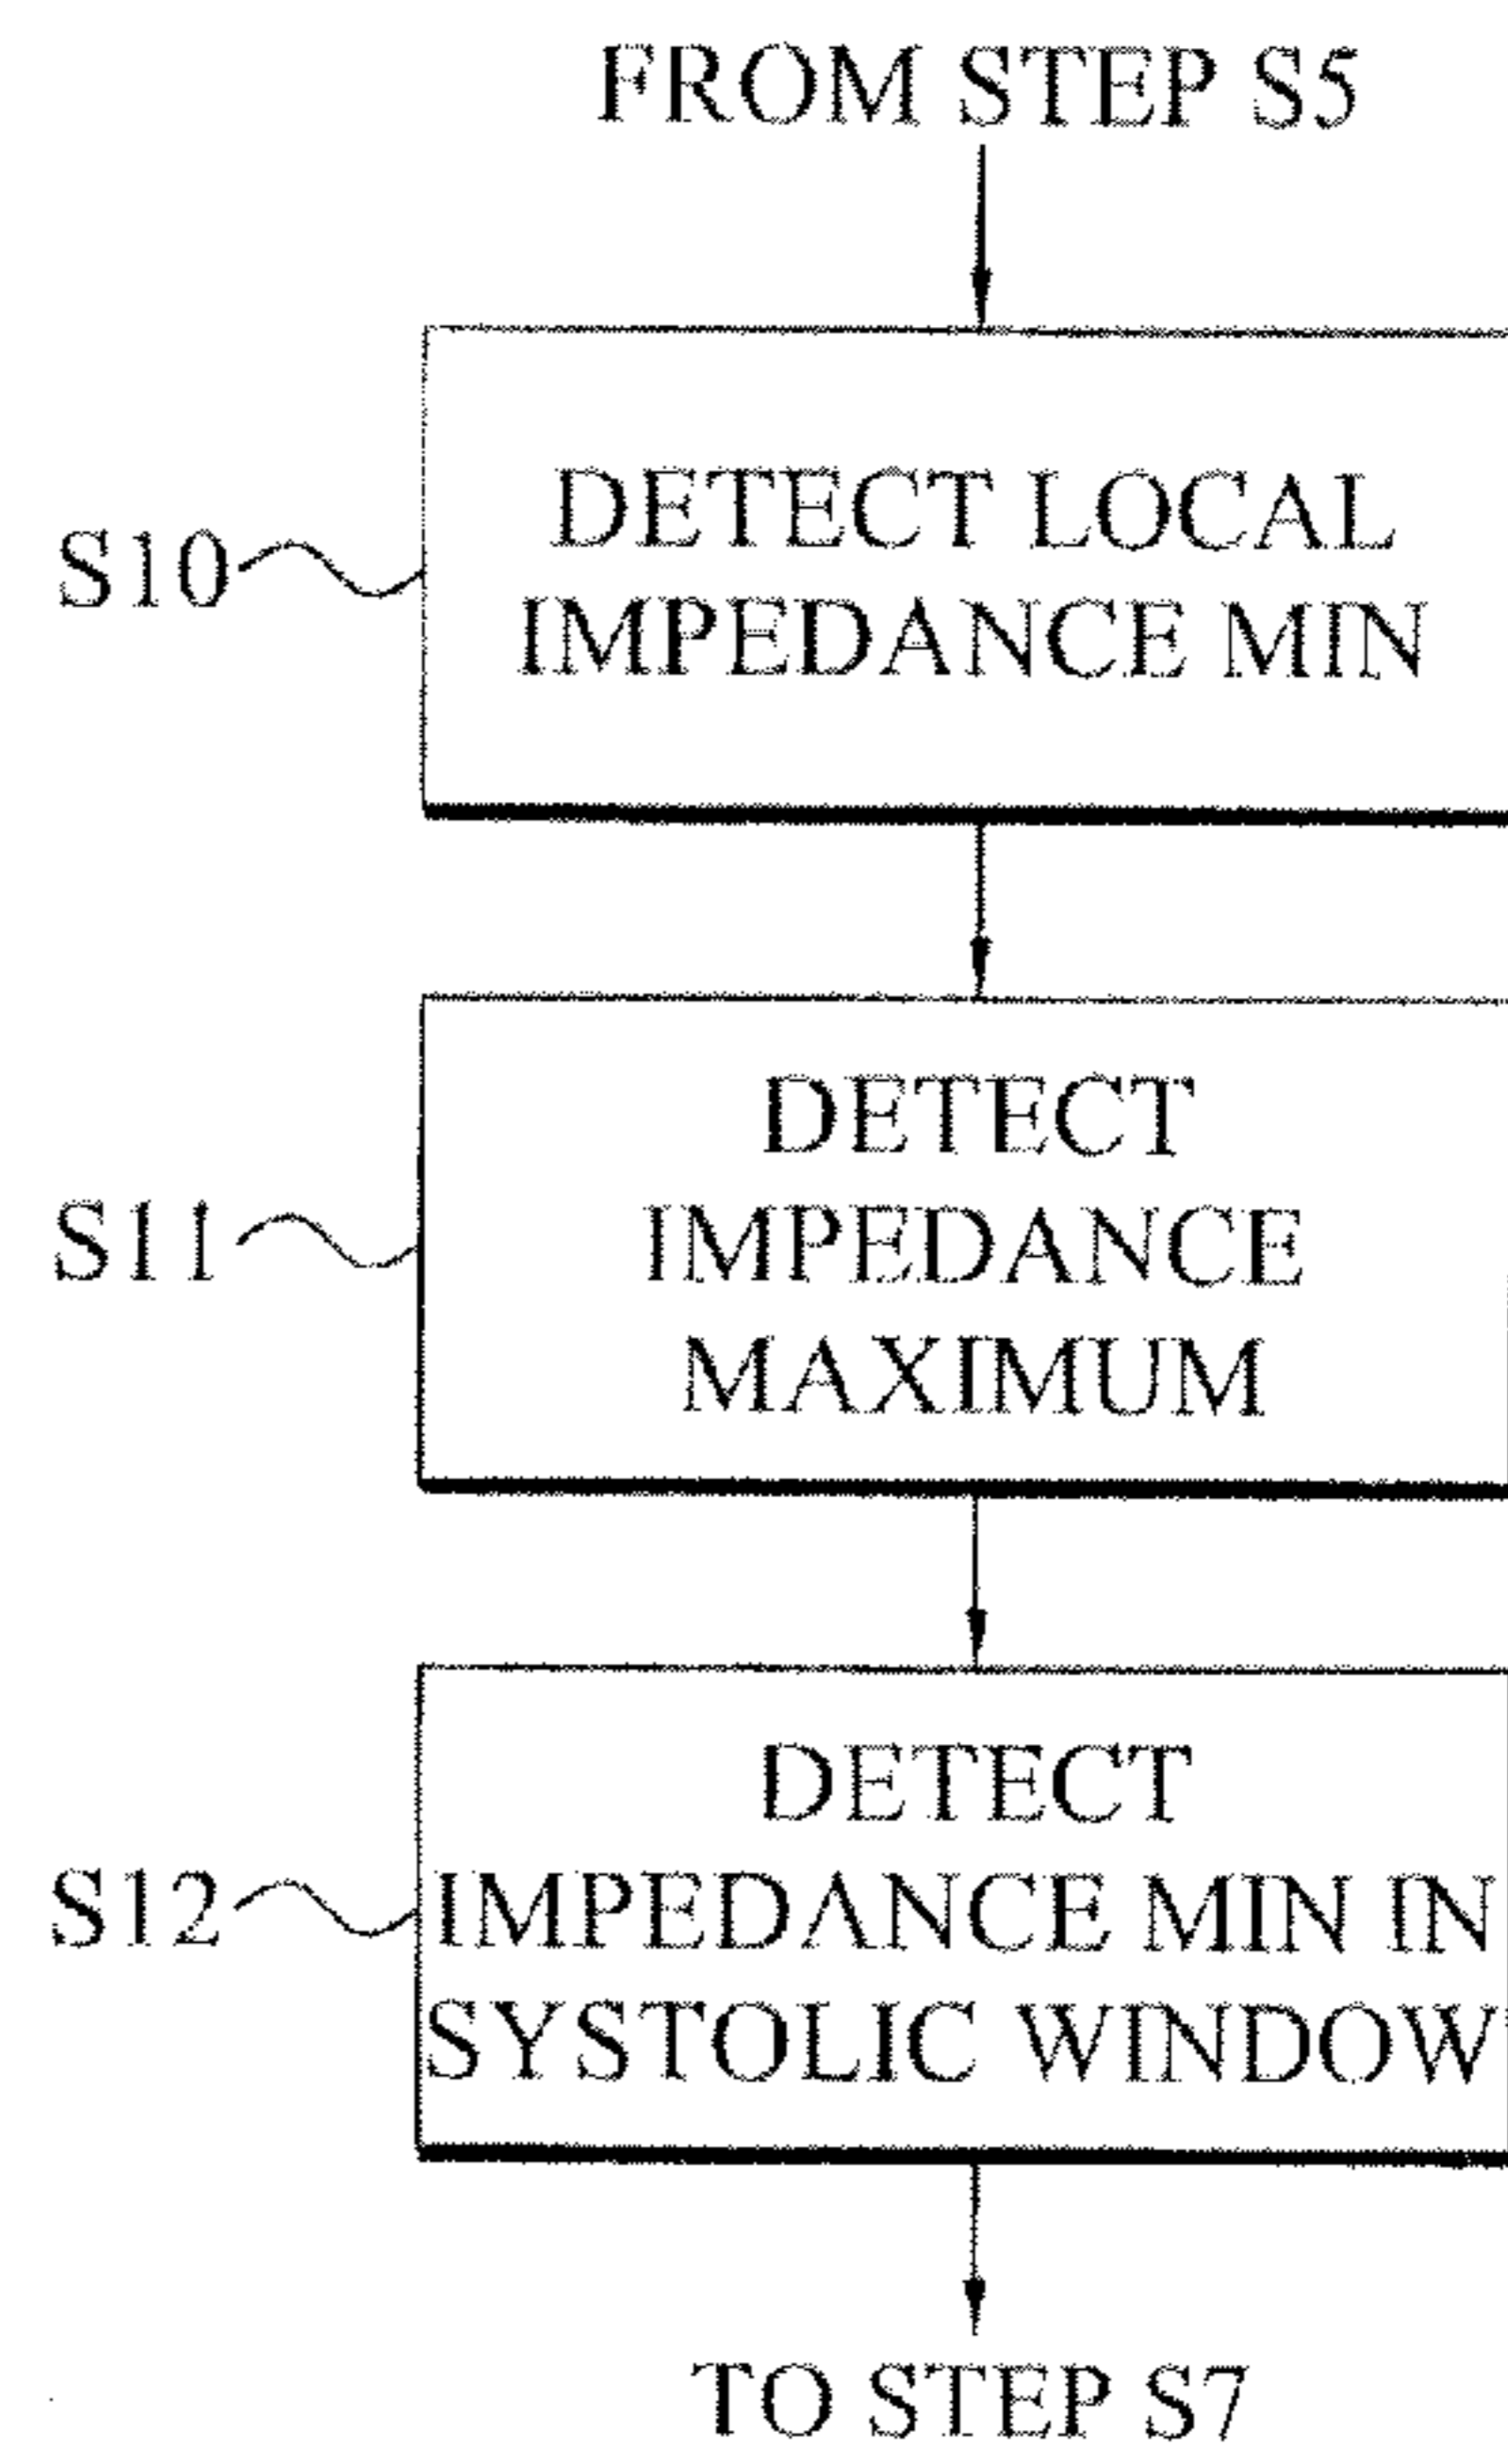 FROM STEP S5
DETECT LOCAL
IMPEDANCE MIN
S10
DETECT
IMPEDANCE
MAXIMUM
S11
DETECT
IMPEDANCE MIN IN
SYSTOLIC WINDOW
S12
TO STEP S7